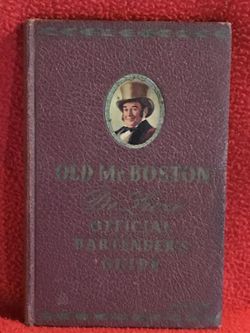 OLD Mr. BOSTON
De Luxe
OFFICIAL
BARTENDER'S
GUIDE